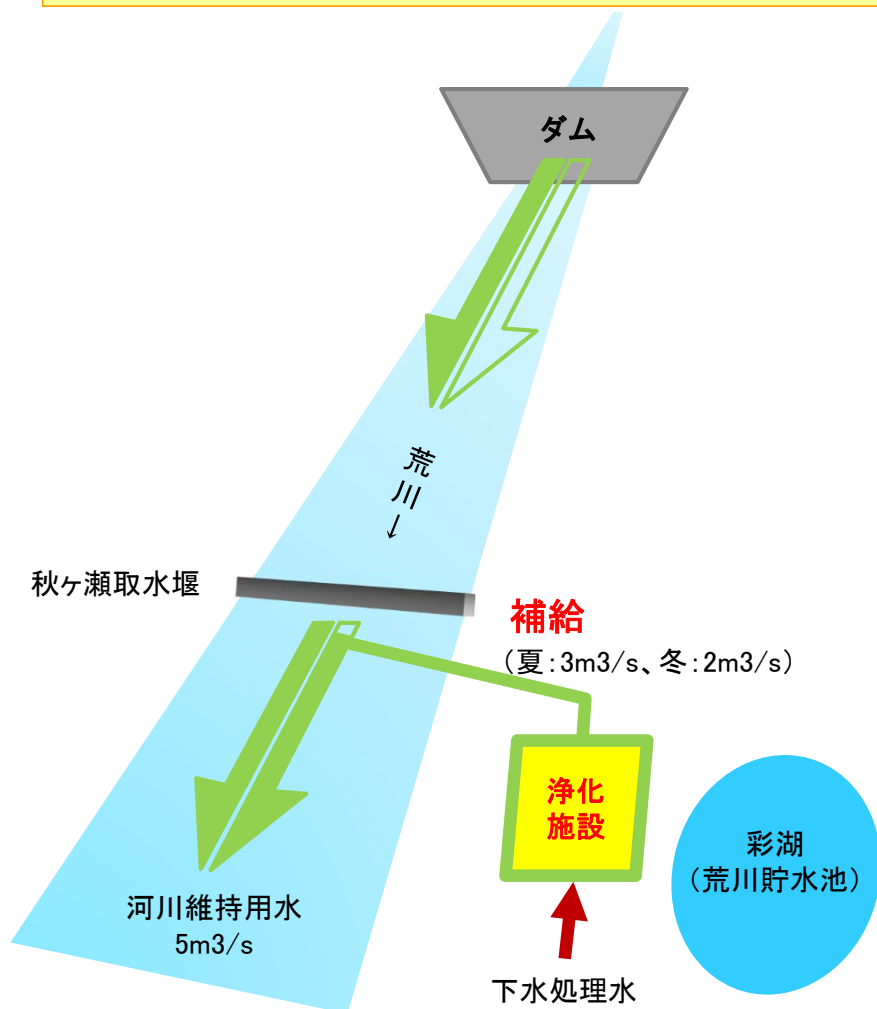 ダム
荒川↓
秋ヶ瀬取水堰
補給
（夏：3m3/s、冬：2m3/s）
浄化
施設
彩湖
（荒川貯水池）
河川維持用水
5m3/s
下水処理水